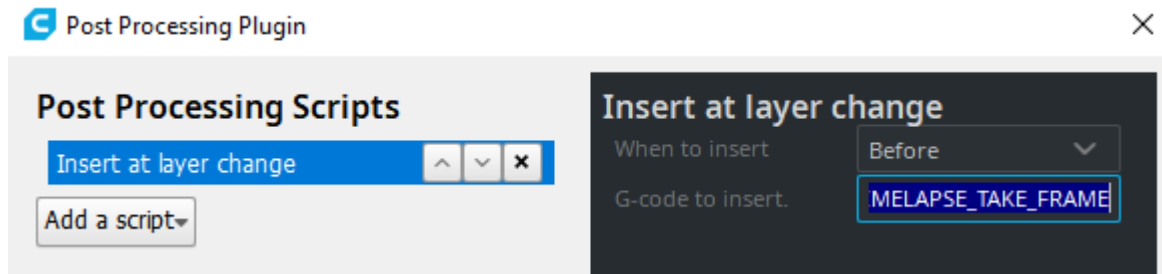 Post Processing Plugin
Post Processing Scripts
Insert at layer change
Add a script
Insert at layer change
When to insert
Before
G-code to insert.
MELAPSE_TAKE_FRAME